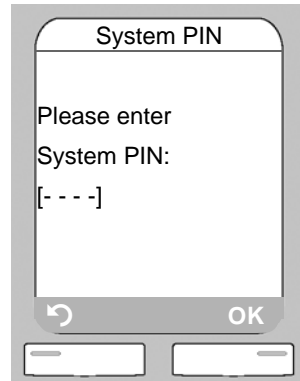 System PIN
Please enter
System PIN:
[- - - -]
OK